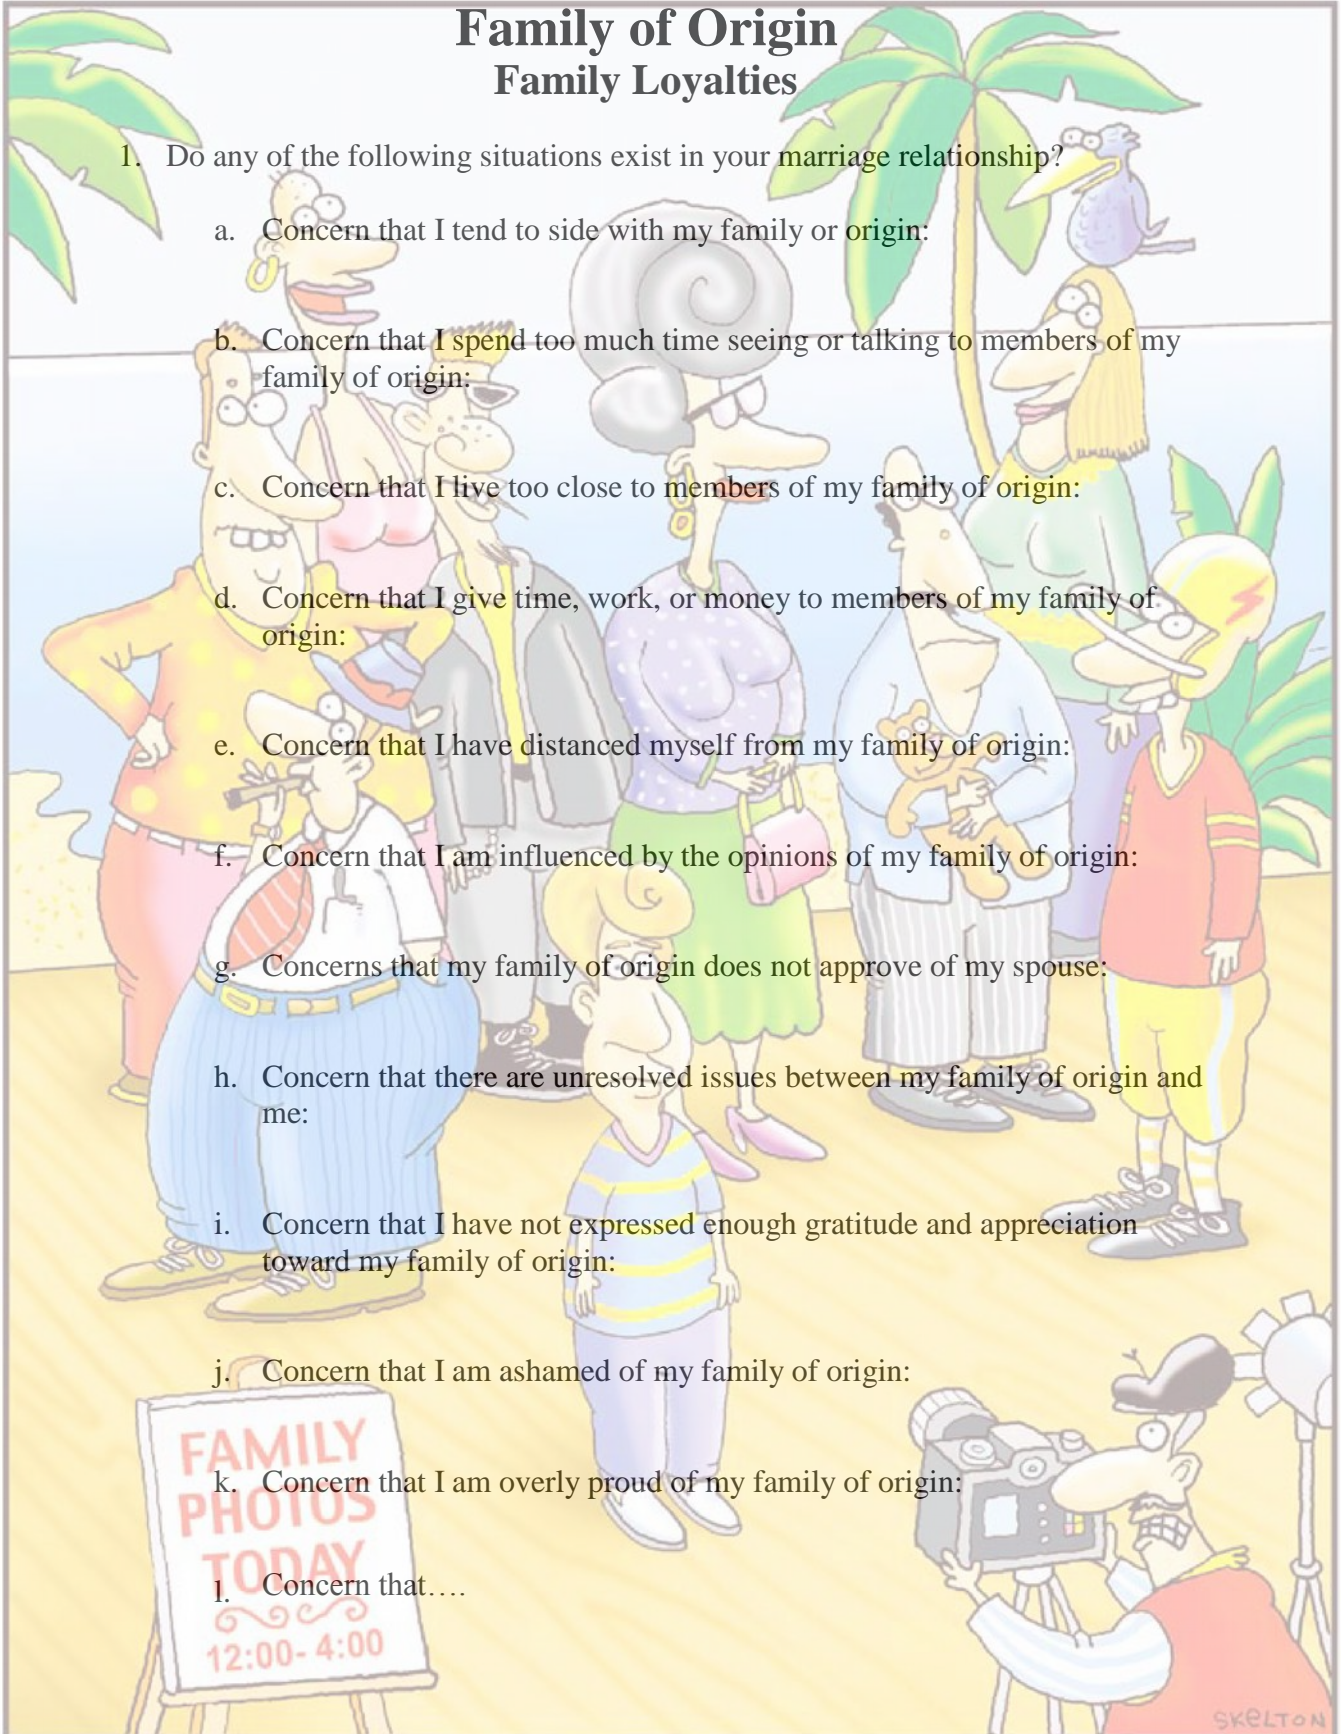 Family of Origin
Family Loyalties
1. Do any of the following situations exist in your marriage relationship?
a. Concern that I tend to side with my family or origin:
b. Concern that I spend too much time seeing or talking to members of my
family of origin:
c. Concern that I live too close to members of my family of origin:
d. Concern that I give time, work, or money to members of my family of
origin:
e. Concern that I have distanced myself from my family of origin:
f. Concern that I am influenced by the opinions of my family of origin:
g. Concerns that my family of origin does not approve of my spouse:
h. Concern that there are unresolved issues between my family of origin and
me:
i. Concern that I have not expressed enough gratitude and appreciation
toward my family of origin:
j. Concern that I am ashamed of my family of origin:
k. Concern that I am overly proud of my family of origin:
l. Concern that….
FAMILY
PHOTOS
TODAY
12:00- 4:00
SKELTON